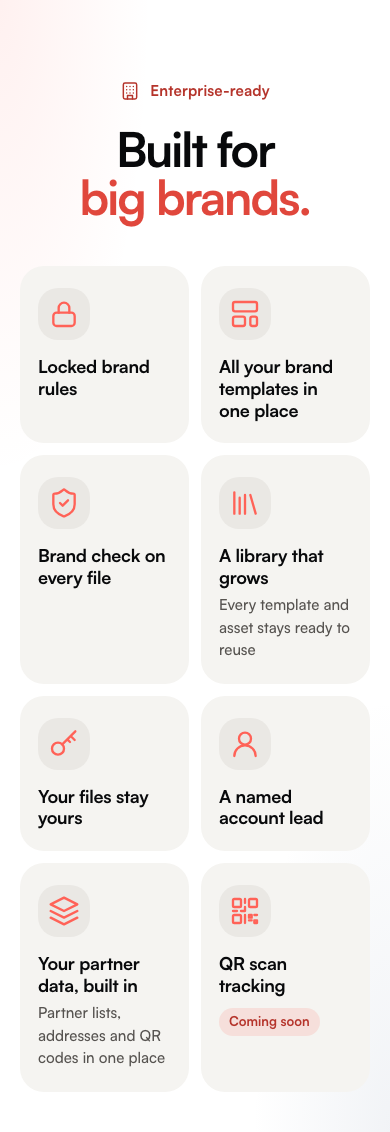 Enterprise-ready
Built for
big brands.
Locked brand
rules
All your brand
templates in
one place
Brand check on
every file
A library that
grows
Every template and
asset stays ready to
reuse
Your files stay
yours
A named
account lead
Your partner
data, built in
Partner lists,
addresses and QR
codes in one place
QR scan
tracking
Coming soon